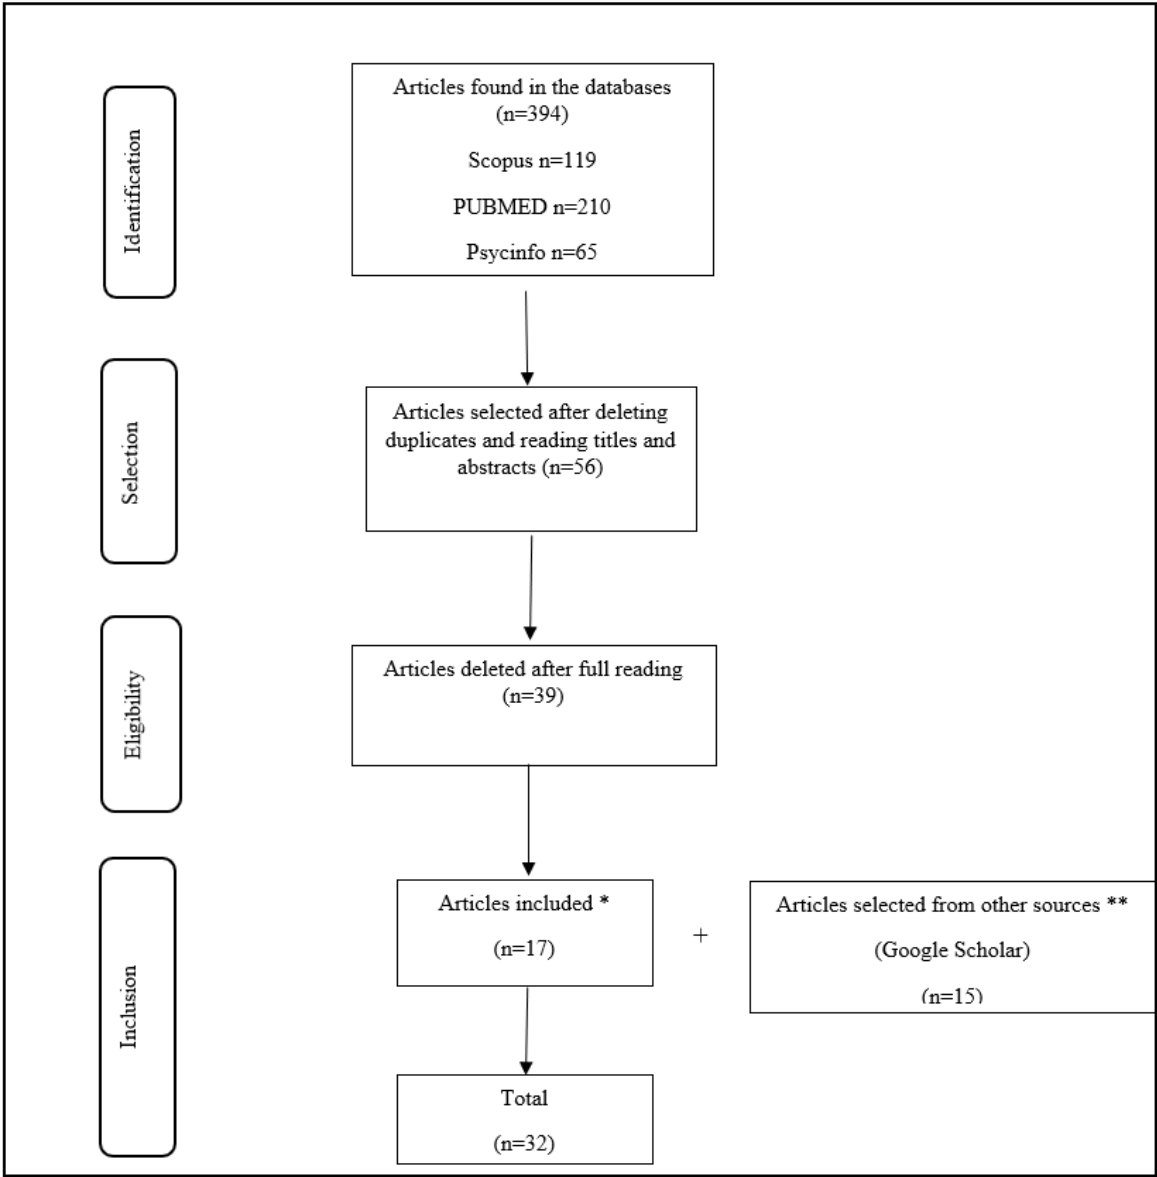 Identification
Articles found in the databases
(n=394)
Scopus n=119
PUBMED n=210
Psycinfo n=65
Selection
Articles selected after deleting
duplicates and reading titles and
abstracts (n=56)
Eligibility
Articles deleted after full reading
(n=39)
Inclusion
Articles included *
(n=17)
+
Articles selected from other sources **
(Google Scholar)
(n=15)
Total
(n=32)